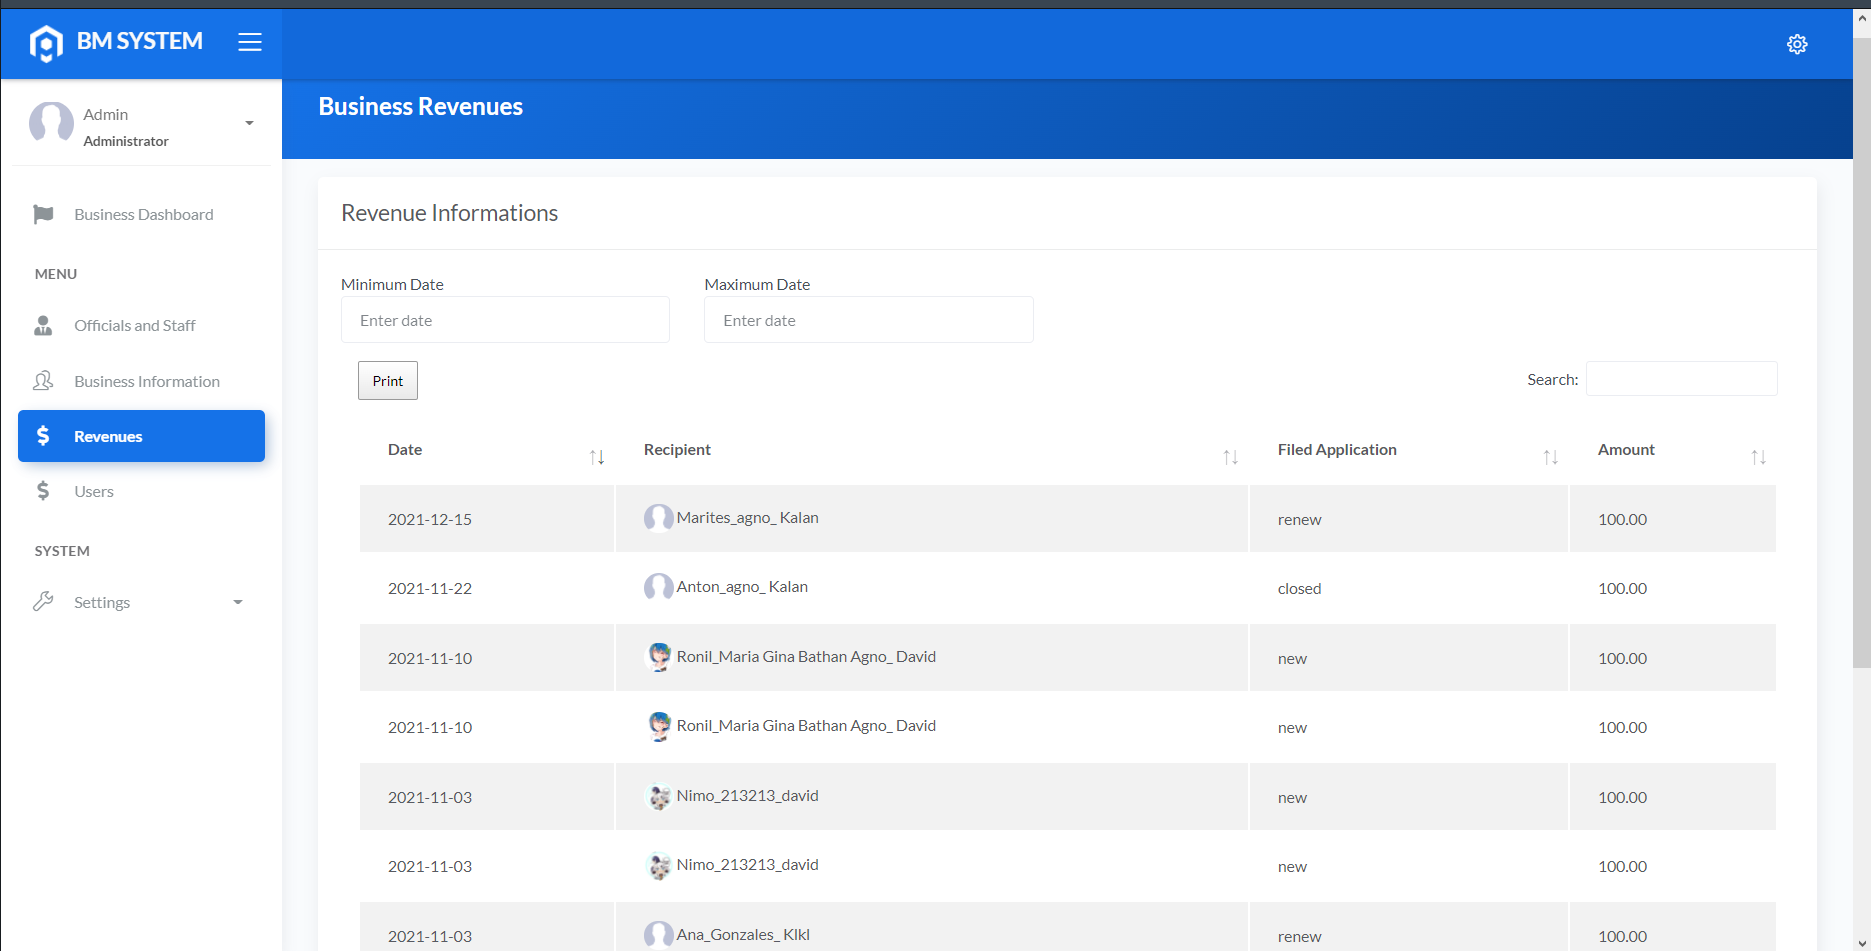 BM SYSTEM
Business Revenues
Admin
Administrator
Business Dashboard
MENU
Officials and Staff
Business Information
Revenues
Users
SYSTEM
Settings
Revenue Informations
Minimum Date Maximum Date
Enter date Enter date
Print Search:
Date Recipient Filed Application Amount
2021-12-15 Marites_agno_ Kalan renew 100.00
2021-11-22 Anton_agno_ Kalan closed 100.00
2021-11-10 Ronil_Maria Gina Bathan Agno_ David new 100.00
2021-11-10 Ronil_Maria Gina Bathan Agno_ David new 100.00
2021-11-03 Nimo_213213_david new 100.00
2021-11-03 Nimo_213213_david new 100.00
2021-11-03 Ana_Gonzales_ Klkl renew 100.00